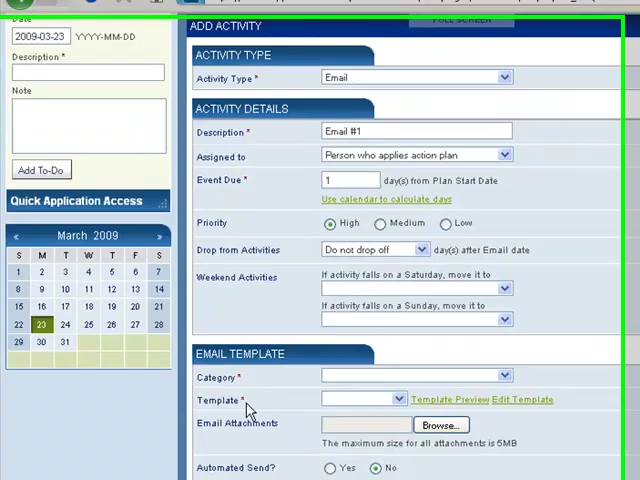 FULL SCREEN
Date
2009-03-23 YYYY-MM-DD
Description *
Note
Add To-Do
Quick Application Access
« March 2009 »
S M T W T F S
1 2 3 4 5 6 7
8 9 10 11 12 13 14
15 16 17 18 19 20 21
22 23 24 25 26 27 28
29 30 31
ADD ACTIVITY
ACTIVITY TYPE
Activity Type * Email
ACTIVITY DETAILS
Description * Email #1
Assigned to Person who applies action plan
Event Due * 1 day(s) from Plan Start Date
Use calendar to calculate days
Priority High Medium Low
Drop from Activities Do not drop off day(s) after Email date
Weekend Activities If activity falls on a Saturday, move it to
If activity falls on a Sunday, move it to
EMAIL TEMPLATE
Category *
Template * Template Preview Edit Template
Email Attachments Browse...
The maximum size for all attachments is 5MB
Automated Send? Yes No